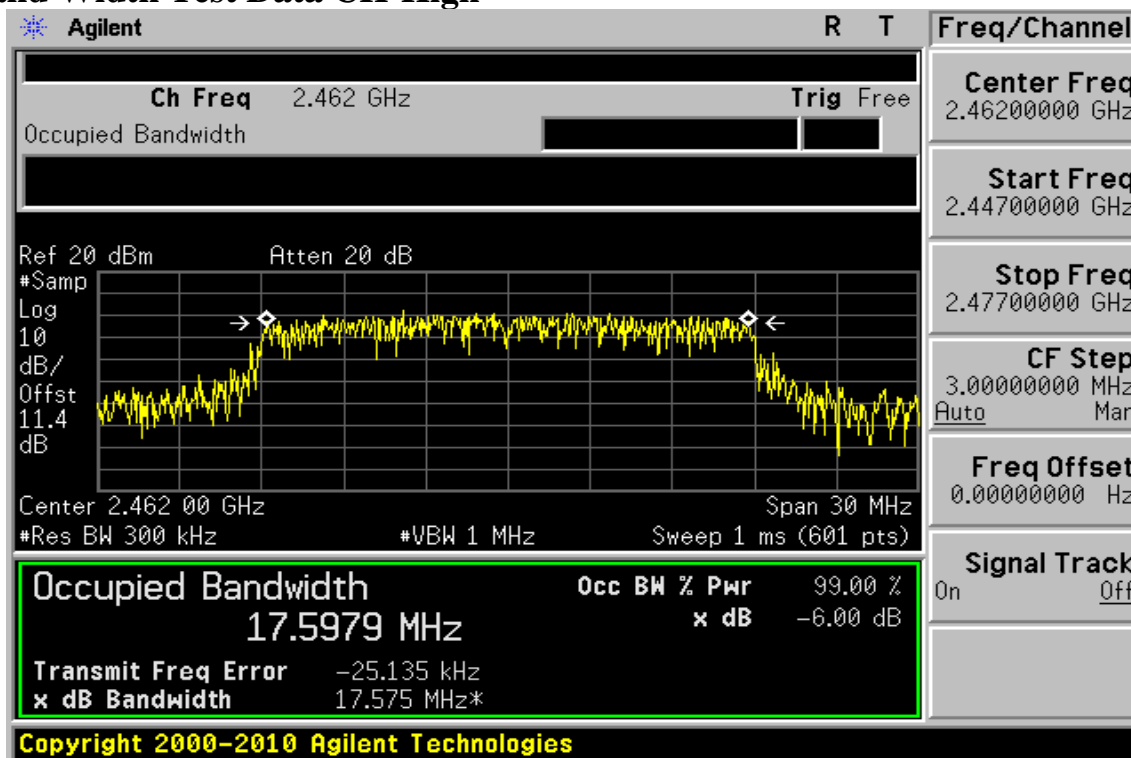 Agilent R T
Ch Freq 2.462 GHz Trig Free
Occupied Bandwidth
Ref 20 dBm Atten 20 dB
#Samp
Log
10
dB/
Offst
11.4
dB
Center 2.462 00 GHz Span 30 MHz
#Res BW 300 kHz #VBW 1 MHz Sweep 1 ms (601 pts)
Occupied Bandwidth
17.5979 MHz
Occ BW % Pwr 99.00 %
x dB -6.00 dB
Transmit Freq Error -25.135 kHz
x dB Bandwidth 17.575 MHz*
Copyright 2000-2010 Agilent Technologies
Freq/Channel
Center Freq
2.46200000 GHz
Start Freq
2.44700000 GHz
Stop Freq
2.47700000 GHz
CF Step
3.00000000 MHz
Auto Man
Freq Offset
0.00000000 Hz
Signal Track
On Off